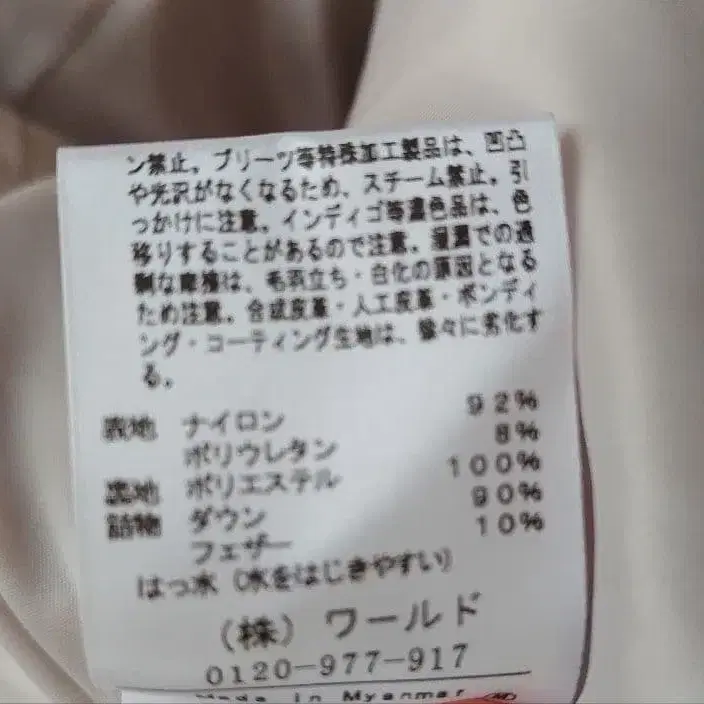 ン禁止。プリーツ等特殊加工製品は、凹凸
や光沢がなくなるため、スチーム禁止。引
っかけに注意。インディゴ等濃色品は、色
移りすることがあるので注意。湿潤での過
剰な摩擦は、毛羽立ち・白化の原因となる
ため注意。合成皮革・人工皮革・ボンディ
ング・コーティング生地は、徐々に劣化す
る。
表地 ナイロン 92%
ポリウレタン 8%
裏地 ポリエステル 100%
詰物 ダウン 90%
フェザー 10%
はっ水（水をはじきやすい）
（株）ワールド
0120-977-917
Made in Myanmar